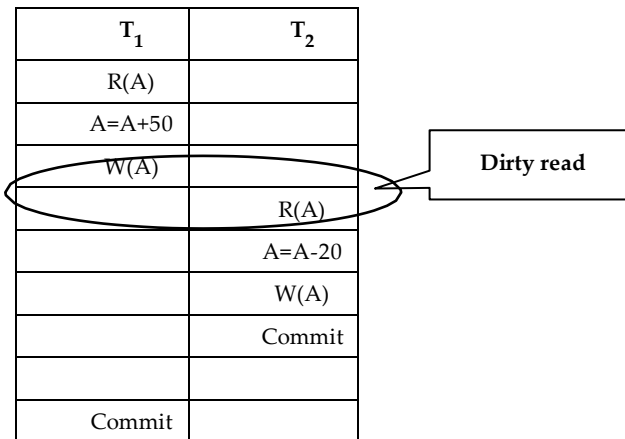 T1 T2
R(A)
A=A+50
W(A)
Dirty read
R(A)
A=A-20
W(A)
Commit
Commit